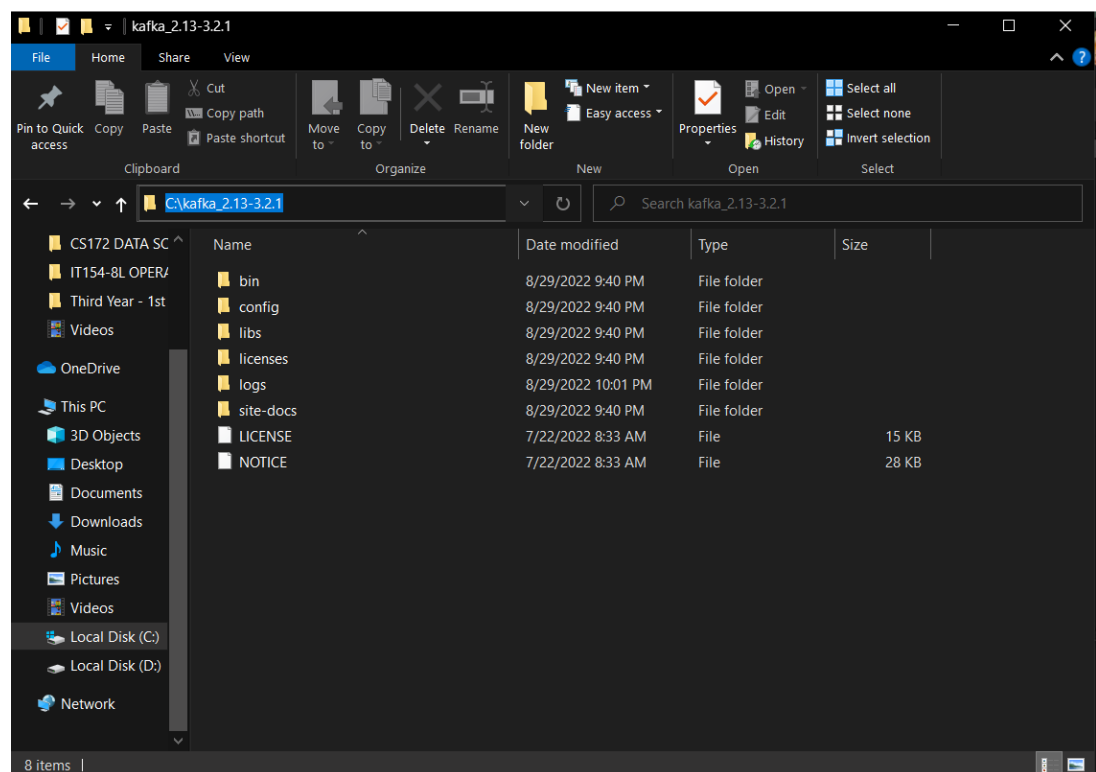 kafka_2.13-3.2.1
File Home Share View
Pin to Quick access
Copy
Paste
Cut
Copy path
Paste shortcut
Clipboard
Move to
Copy to
Delete
Rename
Organize
New folder
New item
Easy access
New
Properties
Open
Edit
History
Open
Select all
Select none
Invert selection
Select
C:\kafka_2.13-3.2.1
Search kafka_2.13-3.2.1
CS172 DATA SC
IT154-8L OPERA
Third Year - 1st
Videos
OneDrive
This PC
3D Objects
Desktop
Documents
Downloads
Music
Pictures
Videos
Local Disk (C:)
Local Disk (D:)
Network
Name Date modified Type Size
bin 8/29/2022 9:40 PM File folder
config 8/29/2022 9:40 PM File folder
libs 8/29/2022 9:40 PM File folder
licenses 8/29/2022 9:40 PM File folder
logs 8/29/2022 10:01 PM File folder
site-docs 8/29/2022 9:40 PM File folder
LICENSE 7/22/2022 8:33 AM File 15 KB
NOTICE 7/22/2022 8:33 AM File 28 KB
8 items